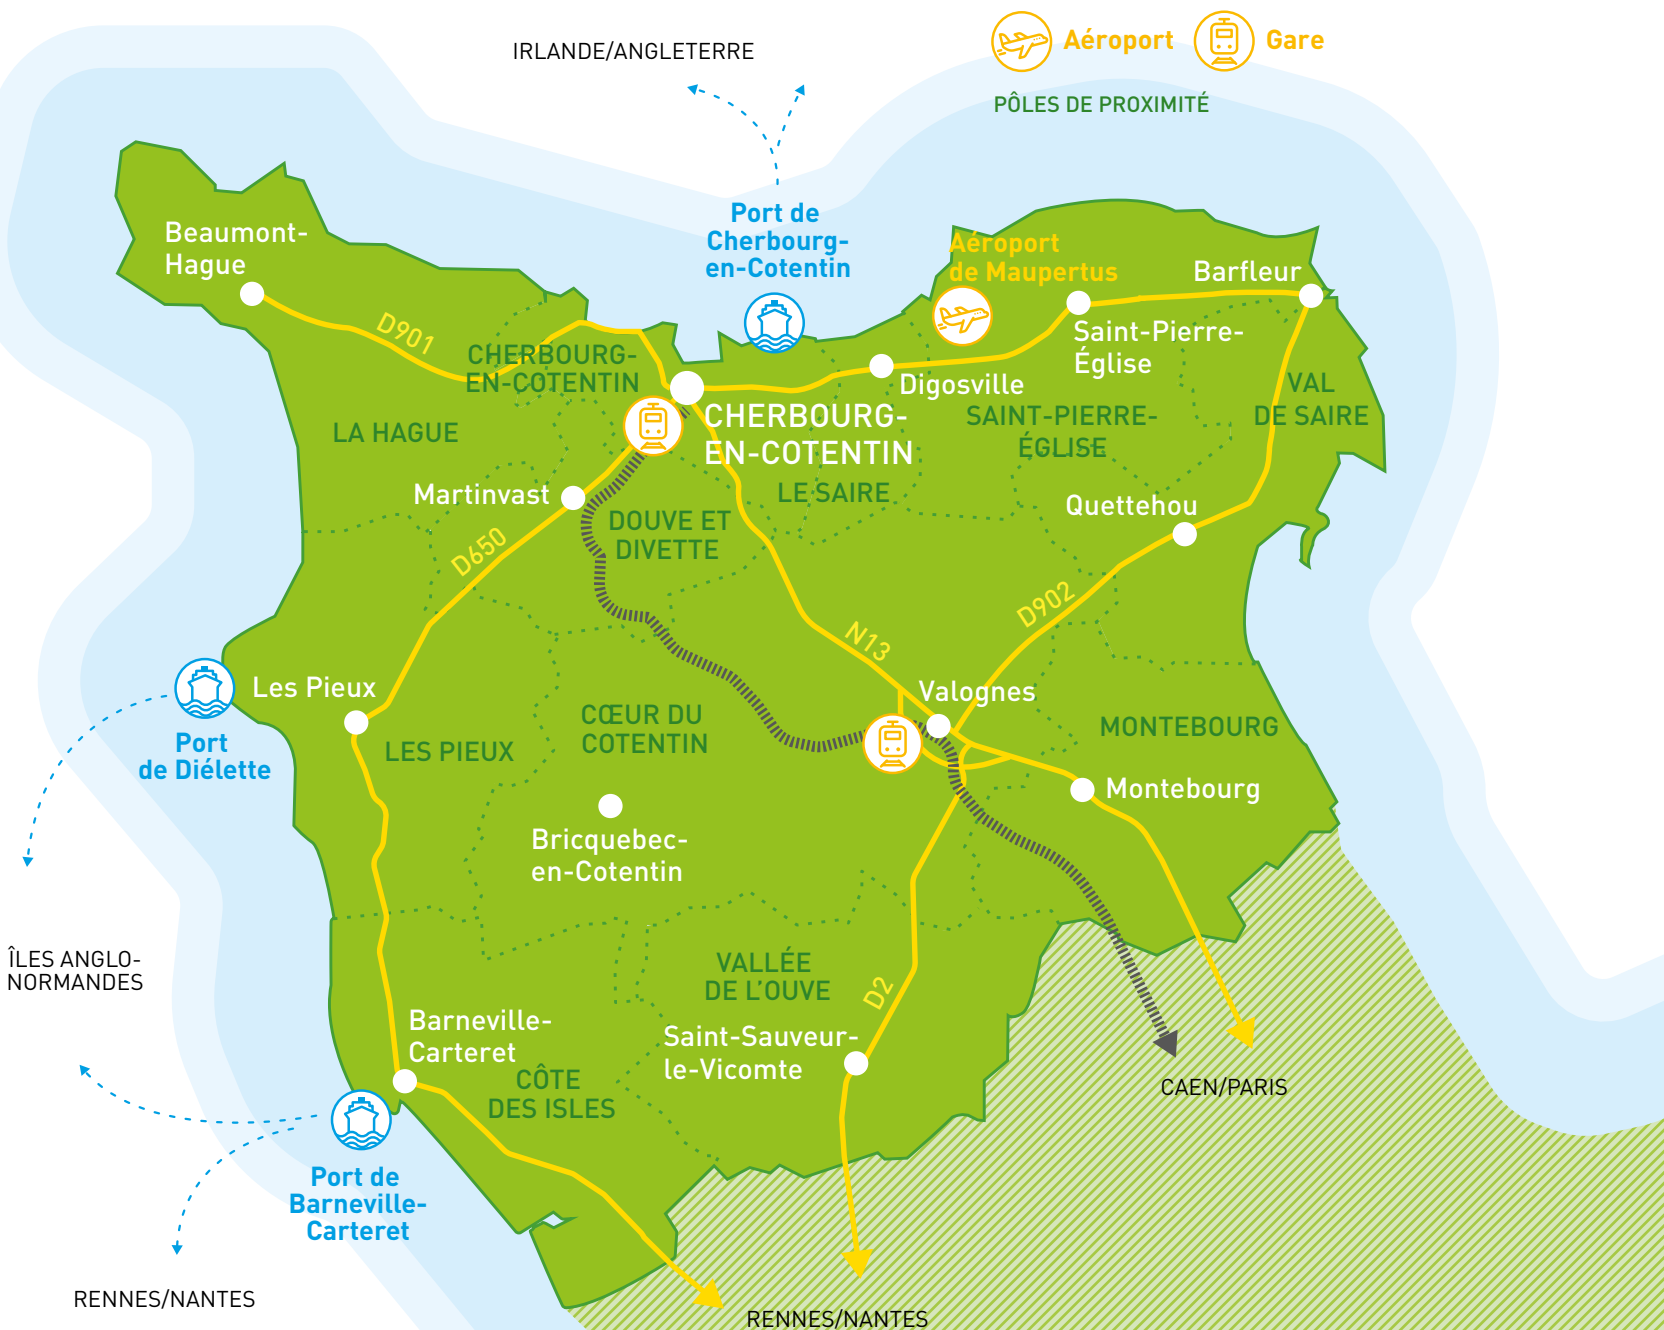 IRLANDE/ANGLETERRE
Aéroport
Gare
PÔLES DE PROXIMITÉ
Port de
Cherbourg-
en-Cotentin
Beaumont-
Hague
Aéroport
de Maupertus
Barfleur
D901
Saint-Pierre-
Église
CHERBOURG-
EN-COTENTIN
Digosville
VAL
DE SAIRE
CHERBOURG-
EN-COTENTIN
SAINT-PIERRE-
ÉGLISE
LA HAGUE
Martinvast
LE SAIRE
Quettehou
DOUVE ET
DIVETTE
D650
D902
N13
Les Pieux
Valognes
Port
de Diélette
LES PIEUX
CŒUR DU
COTENTIN
MONTEBOURG
Montebourg
Bricquebec-
en-Cotentin
ÎLES ANGLO-
NORMANDES
VALLÉE
DE L'OUVE
D2
Barneville-
Carteret
Saint-Sauveur-
le-Vicomte
CÔTE
DES ISLES
CAEN/PARIS
Port de
Barneville-
Carteret
RENNES/NANTES
RENNES/NANTES